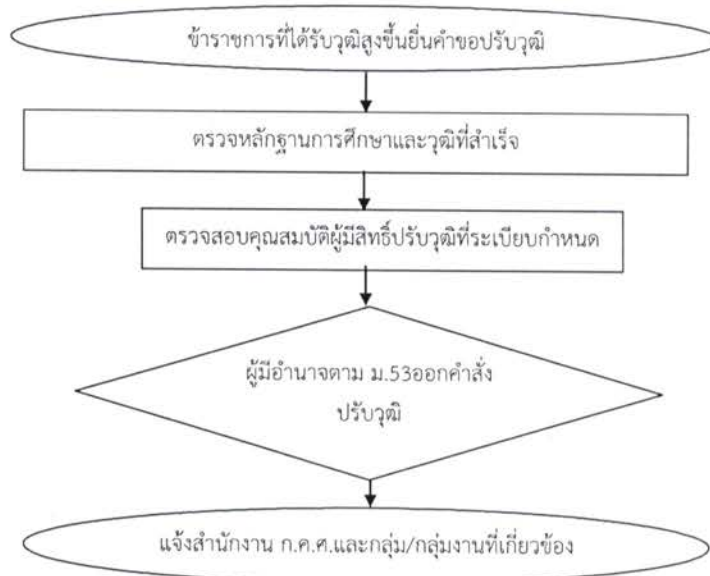 ข้าราชการที่ได้รับวุฒิสูงขึ้นยื่นคำขอปรับวุฒิ
ตรวจหลักฐานการศึกษาและวุฒิที่สำเร็จ
ตรวจสอบคุณสมบัติผู้มีสิทธิ์ปรับวุฒิที่ระเบียบกำหนด
ผู้มีอำนาจตาม ม.53ออกคำสั่ง
ปรับวุฒิ
แจ้งสำนักงาน ก.ค.ศ.และกลุ่ม/กลุ่มงานที่เกี่ยวข้อง